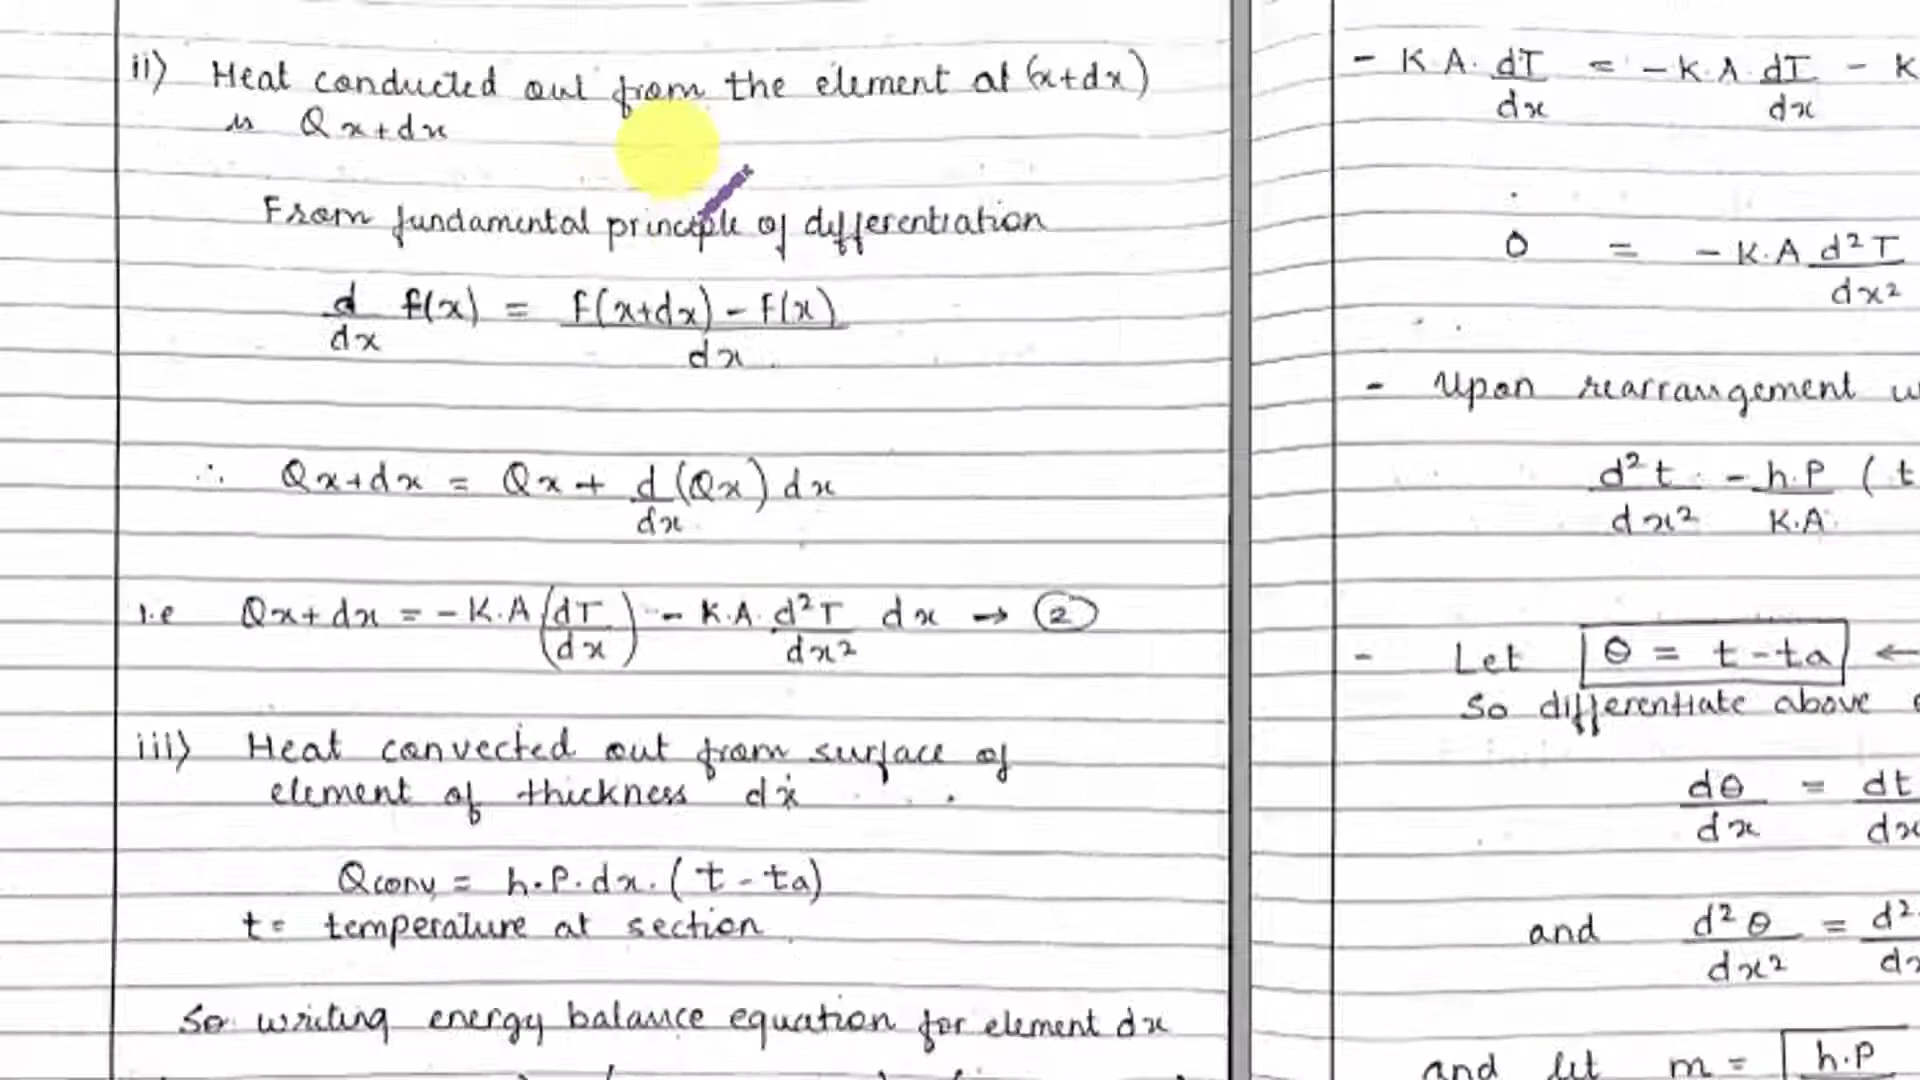 ii) Heat conducted out from the element at (x+dx)
is Qx+dx
From fundamental principle of differentiation
d/dx f(x) = F(x+dx) - F(x) / dx
∴ Qx+dx = Qx + d/dx (Qx) dx
i.e Qx+dx = - K.A (dT/dx) - K.A. d²T/dx² dx → ②
iii) Heat convected out from surface of
element of thickness dx
Qconv = h.P.dx.(t - ta)
t = temperature at section
So writing energy balance equation for element dx
- K.A. dT/dx = - K.A dT/dx - K
0 = - K.A d²T/dx²
- Upon rearrangement
d²t/dx² - h.P/K.A (t
- Let θ = t - ta ←
So differentiate above
dθ/dx = dt/dx
and d²θ/dx² = d²
and let m = √h.P